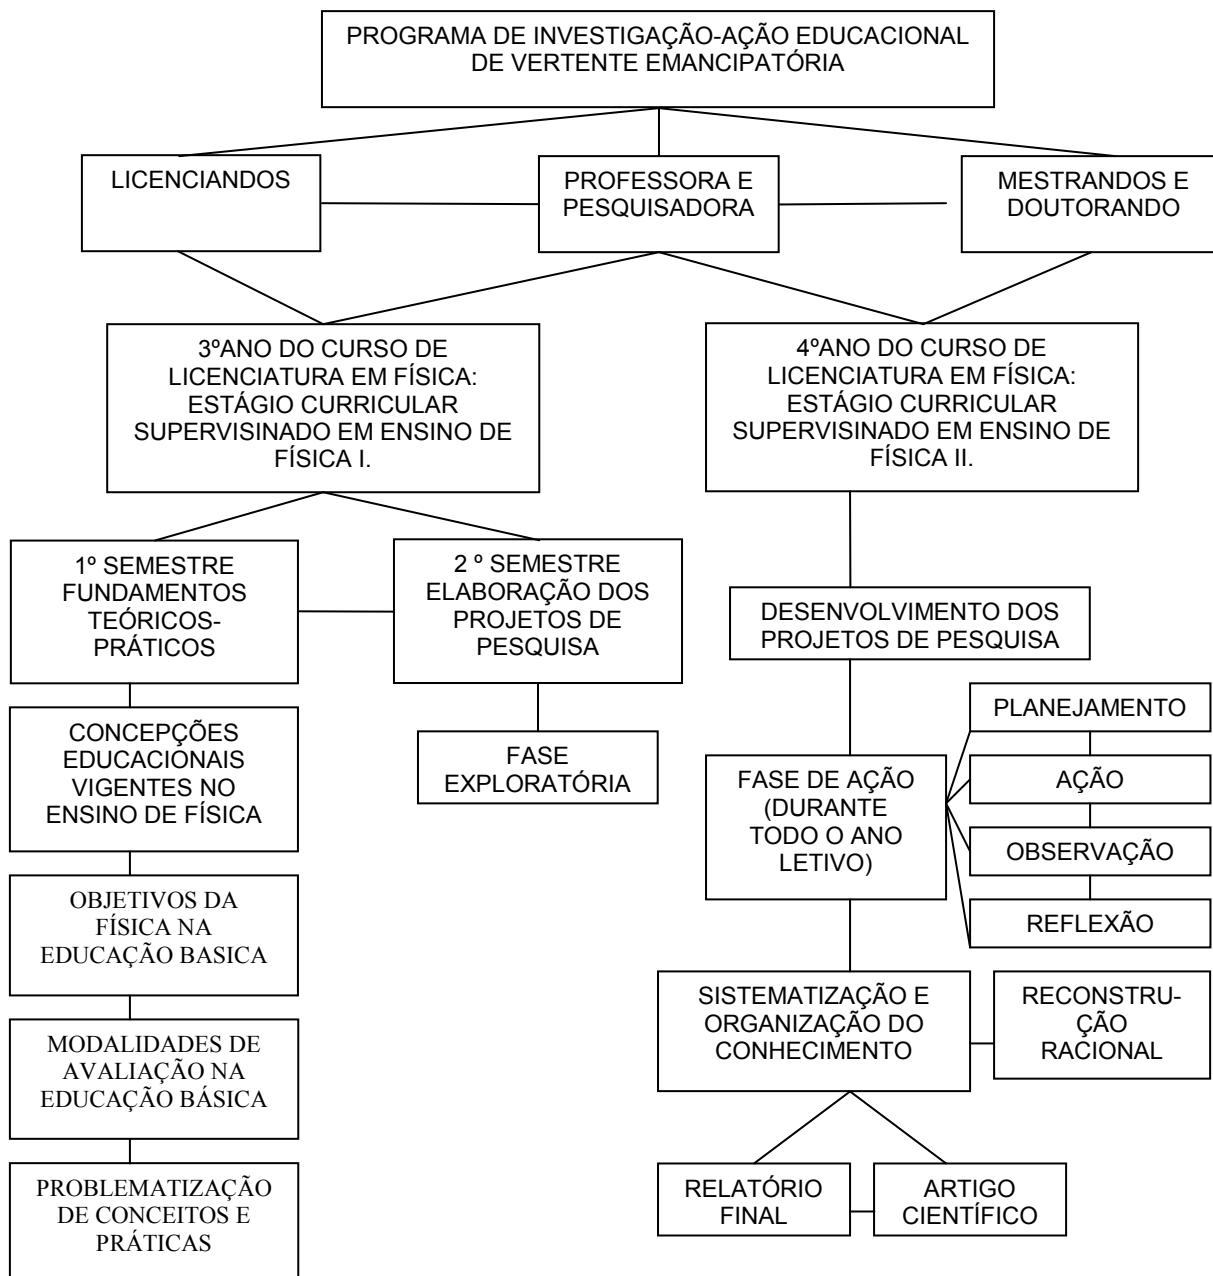 PROGRAMA DE INVESTIGAÇÃO-AÇÃO EDUCACIONAL
DE VERTENTE EMANCIPATÓRIA
LICENCIANDOS
PROFESSORA E
PESQUISADORA
MESTRANDOS E
DOUTORANDO
3ºANO DO CURSO DE
LICENCIATURA EM FÍSICA:
ESTÁGIO CURRICULAR
SUPERVISINADO EM ENSINO DE
FÍSICA I.
4ºANO DO CURSO DE
LICENCIATURA EM FÍSICA:
ESTÁGIO CURRICULAR
SUPERVISINADO EM ENSINO DE
FÍSICA II.
1º SEMESTRE
FUNDAMENTOS
TEÓRICOS-
PRÁTICOS
2 º SEMESTRE
ELABORAÇÃO DOS
PROJETOS DE
PESQUISA
DESENVOLVIMENTO DOS
PROJETOS DE PESQUISA
CONCEPÇÕES
EDUCACIONAIS
VIGENTES NO
ENSINO DE FÍSICA
FASE
EXPLORATÓRIA
FASE DE AÇÃO
(DURANTE
TODO O ANO
LETIVO)
PLANEJAMENTO
AÇÃO
OBSERVAÇÃO
REFLEXÃO
OBJETIVOS DA
FÍSICA NA
EDUCAÇÃO BASICA
SISTEMATIZAÇÃO E
ORGANIZAÇÃO DO
CONHECIMENTO
RECONSTRU-
ÇÃO
RACIONAL
MODALIDADES DE
AVALIAÇÃO NA
EDUCAÇÃO BÁSICA
PROBLEMATIZAÇÃO
DE CONCEITOS E
PRÁTICAS
RELATÓRIO
FINAL
ARTIGO
CIENTÍFICO